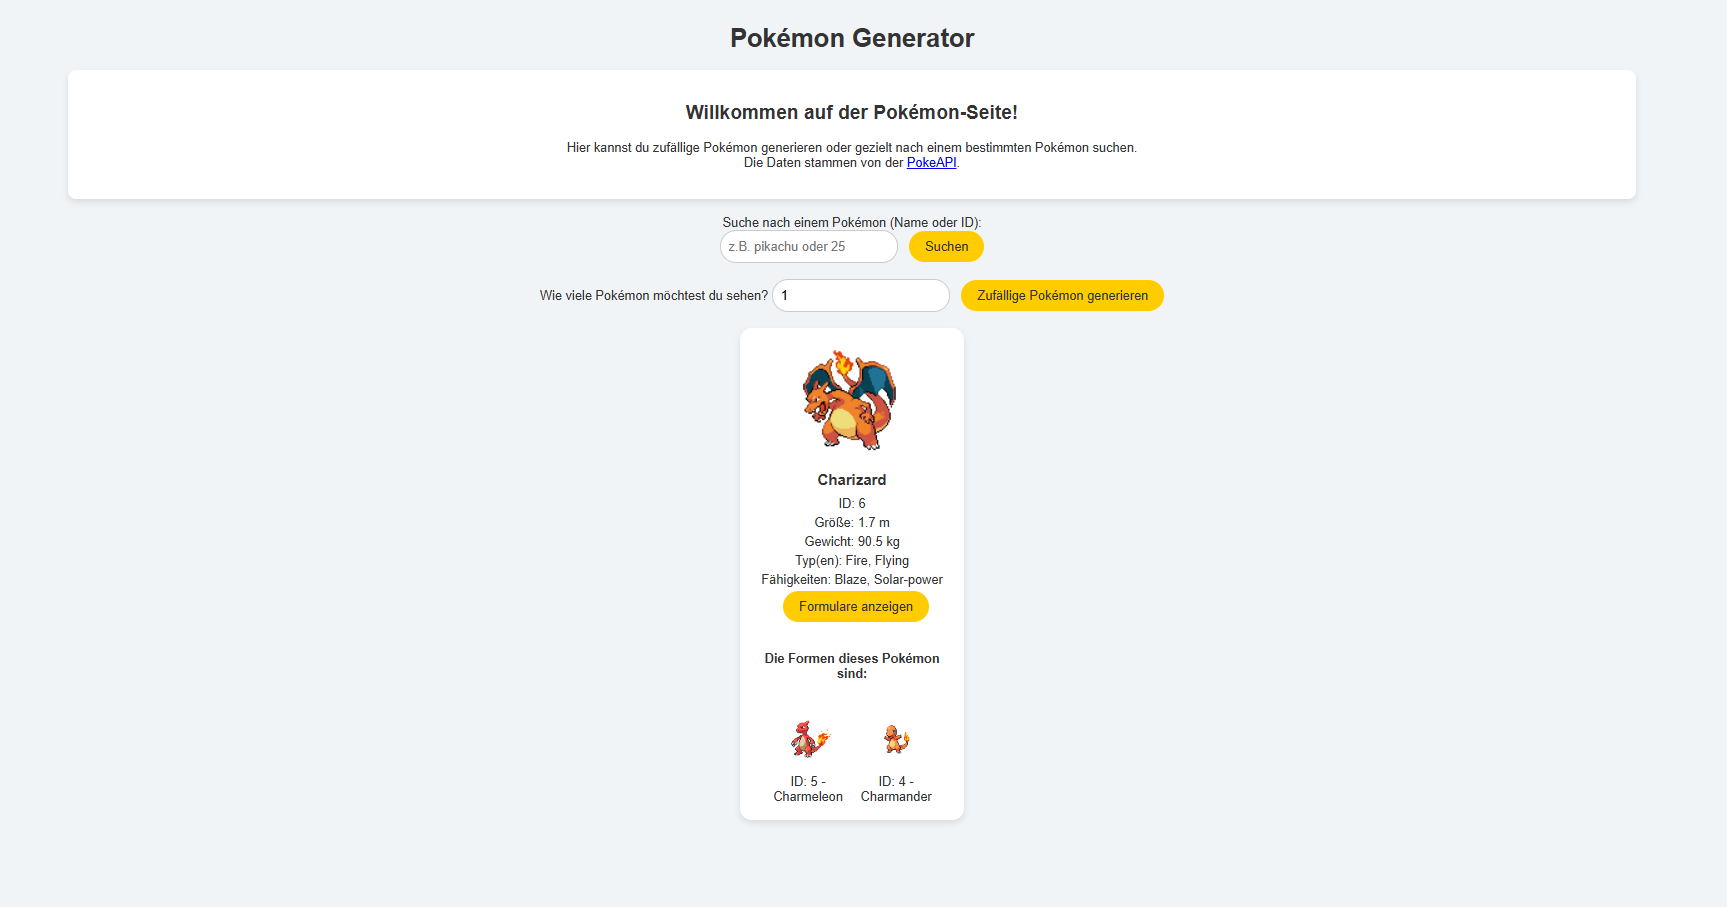 Pokémon Generator
Willkommen auf der Pokémon-Seite!
Hier kannst du zufällige Pokémon generieren oder gezielt nach einem bestimmten Pokémon suchen.
Die Daten stammen von der PokeAPI.
Suche nach einem Pokémon (Name oder ID):
z.B. pikachu oder 25 Suchen
Wie viele Pokémon möchtest du sehen? 1 Zufällige Pokémon generieren
Charizard
ID: 6
Größe: 1.7 m
Gewicht: 90.5 kg
Typ(en): Fire, Flying
Fähigkeiten: Blaze, Solar-power
Formulare anzeigen
Die Formen dieses Pokémon
sind:
ID: 5 -
Charmeleon
ID: 4 -
Charmander